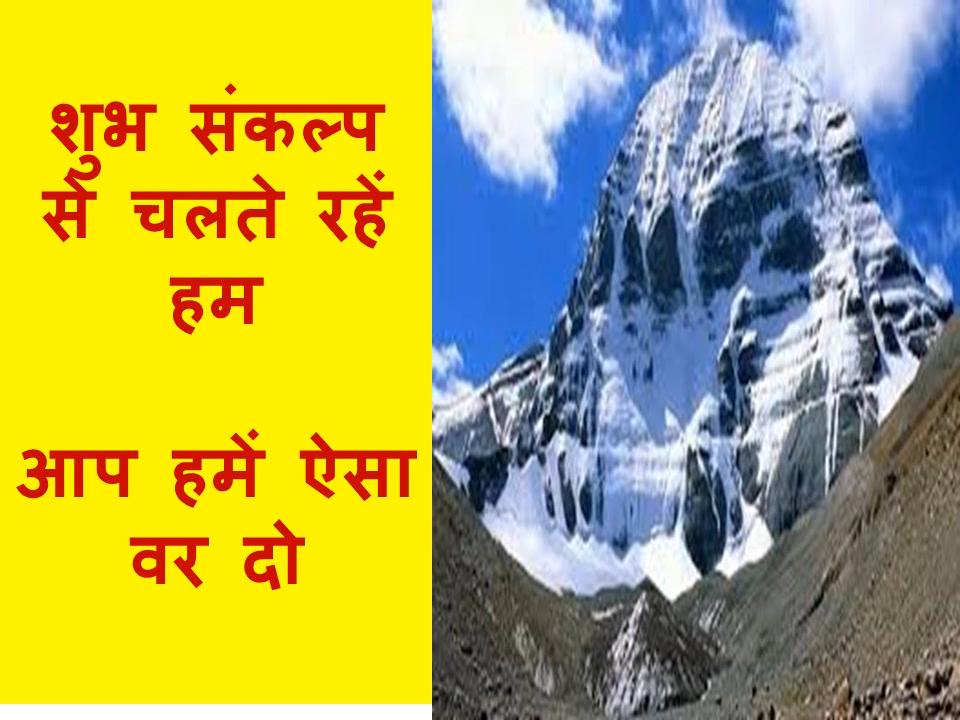 शुभ संकल्प
से चलते रहें
हम
आप हमें ऐसा
वर दो